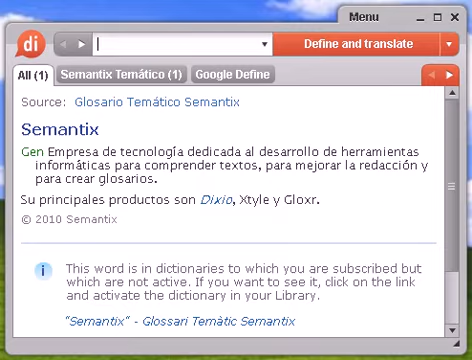 Menu
di
Define and translate
All (1)
Semantix Temático (1)
Google Define
Source: Glosario Temático Semantix
Semantix
Gen Empresa de tecnología dedicada al desarrollo de herramientas
informáticas para comprender textos, para mejorar la redacción y
para crear glosarios.
Su principales productos son Dixio, Xtyle y Gloxr.
© 2010 Semantix
i
This word is in dictionaries to which you are subscribed but
which are not active. If you want to see it, click on the link
and activate the dictionary in your Library.
"Semantix" - Glossari Temàtic Semantix